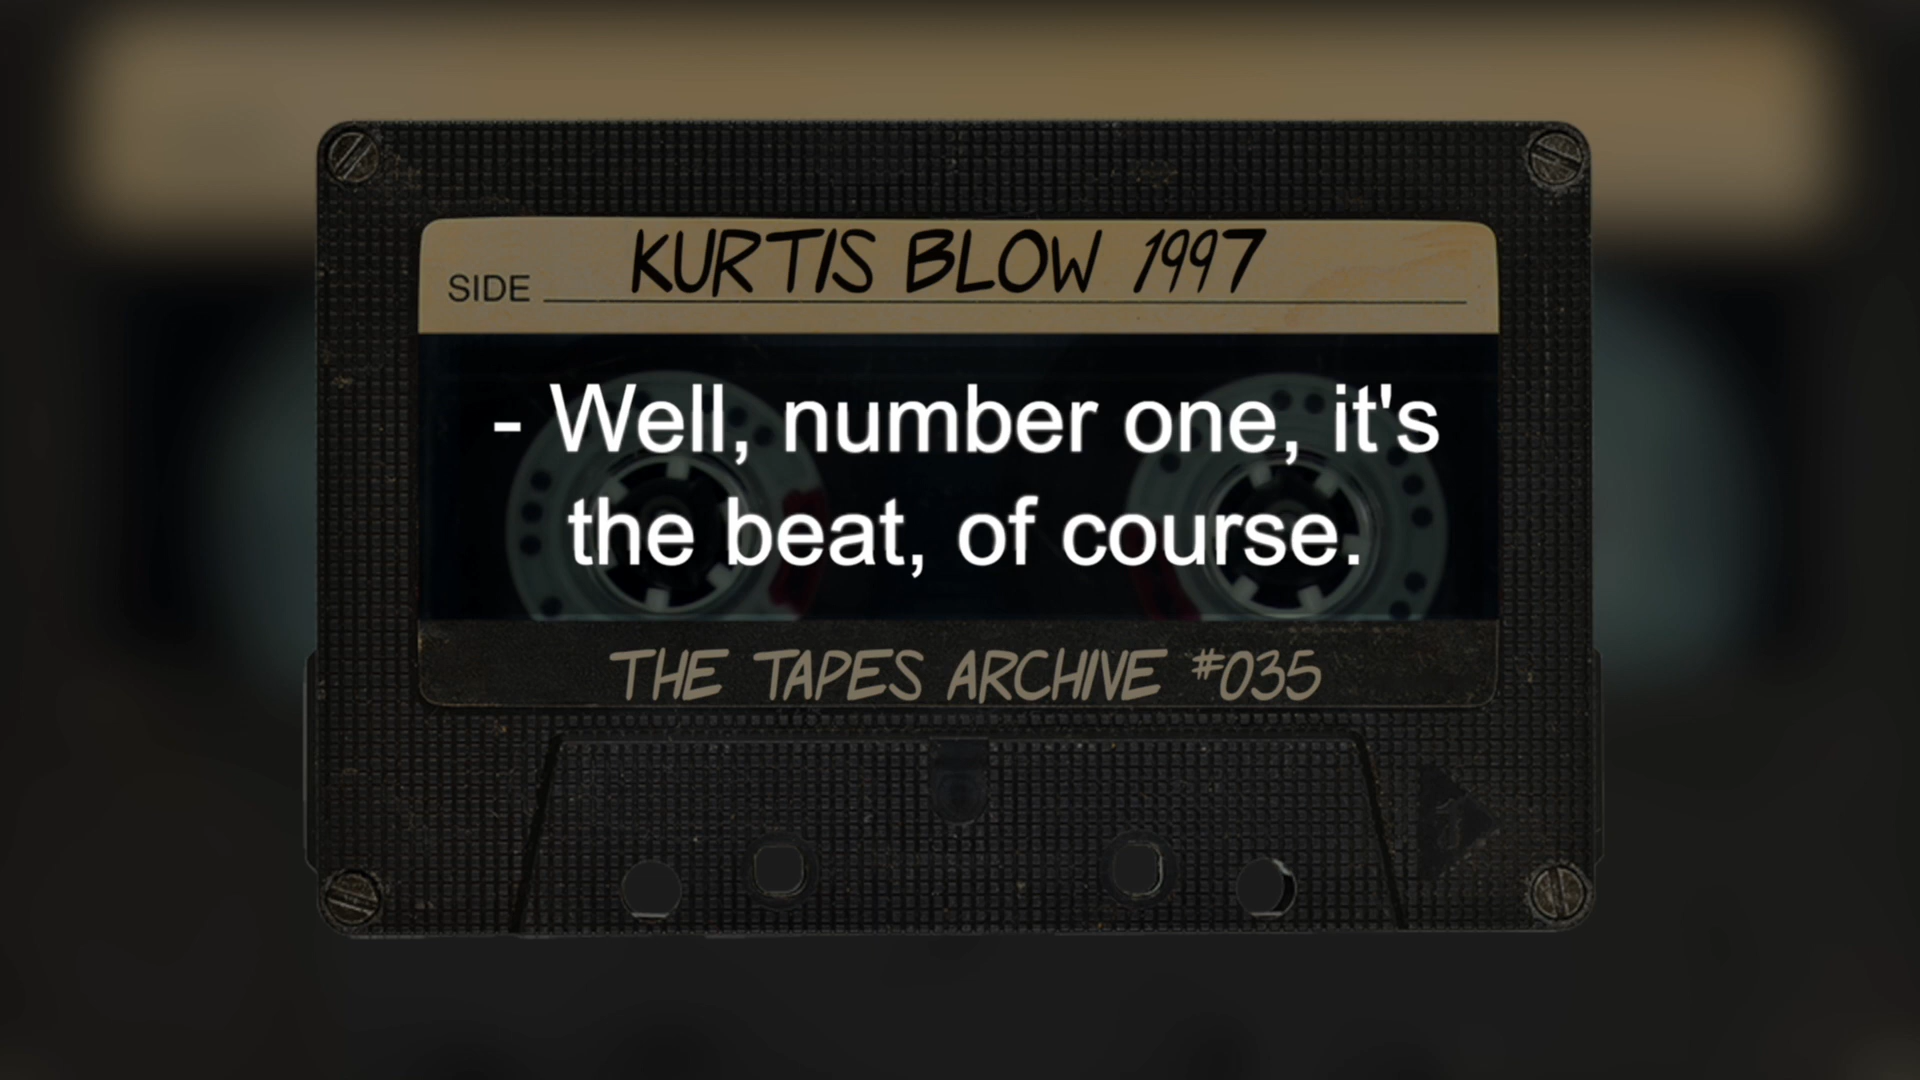 KURTIS BLOW 1997
SIDE
- Well, number one, it's
the beat, of course.
THE TAPES ARCHIVE #035